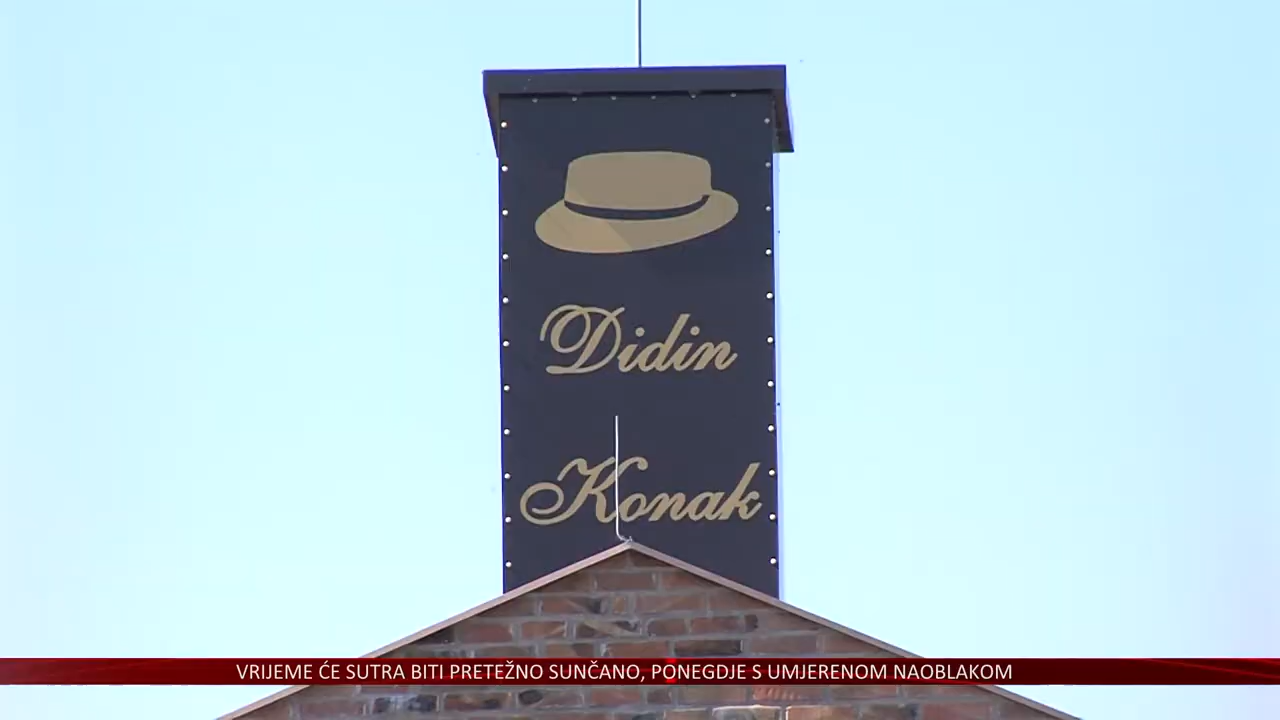 Didin
Konak
VRIJEME ĆE SUTRA BITI PRETEŽNO SUNČANO, PONEGDJE S UMJERENOM NAOBLAKOM